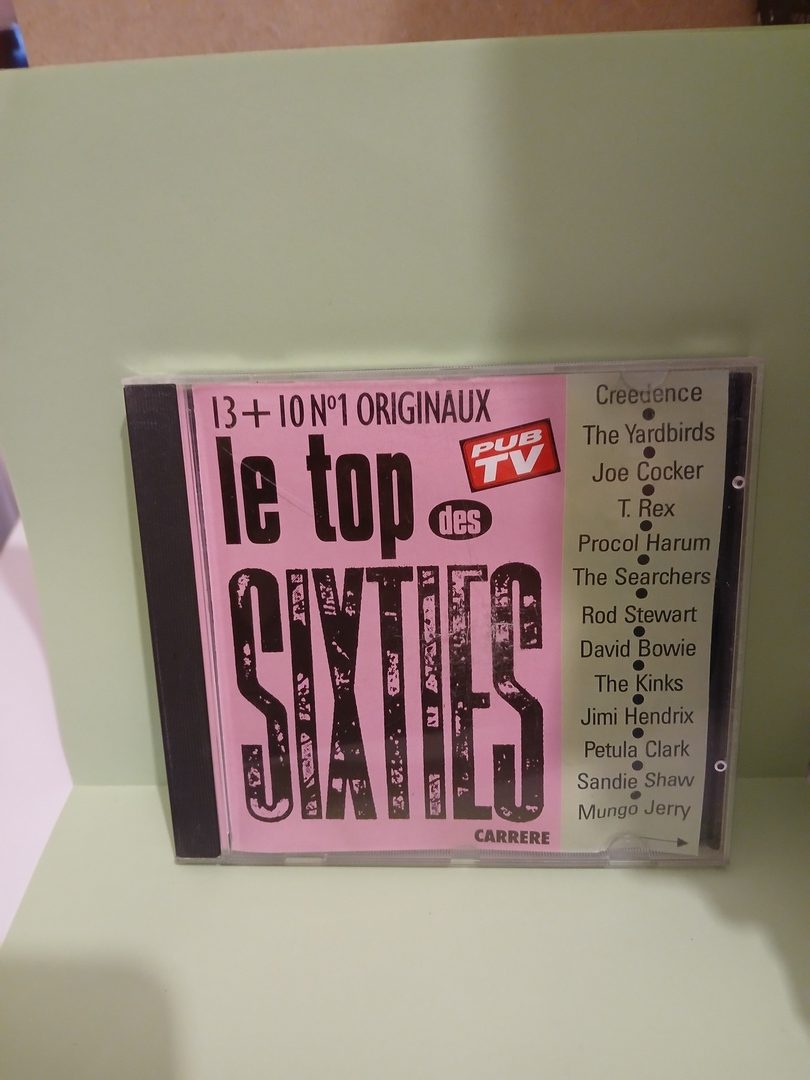 13+10 Nº1 ORIGINAUX
PUB
TV
le top des
SIXTIES
CARRERE
Creedence
The Yardbirds
Joe Cocker
T. Rex
Procol Harum
The Searchers
Rod Stewart
David Bowie
The Kinks
Jimi Hendrix
Petula Clark
Sandie Shaw
Mungo Jerry